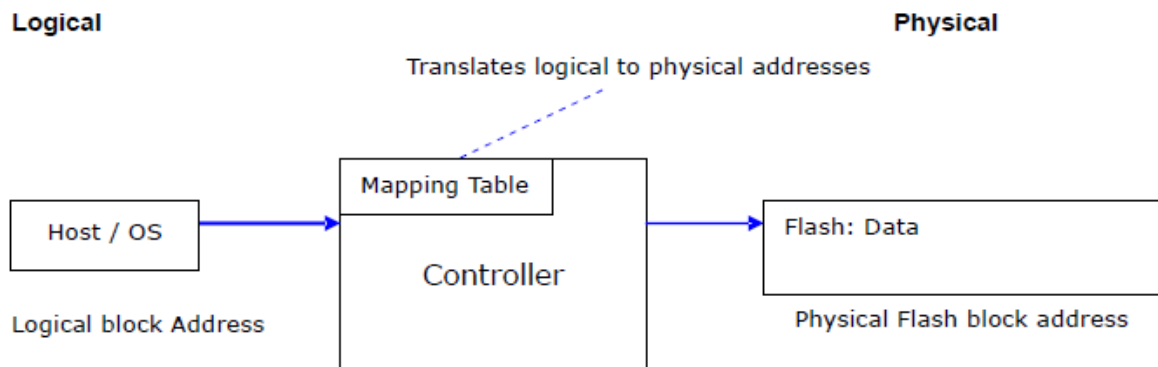 Logical
Physical
Translates logical to physical addresses
Mapping Table
Host / OS
Flash: Data
Controller
Logical block Address
Physical Flash block address